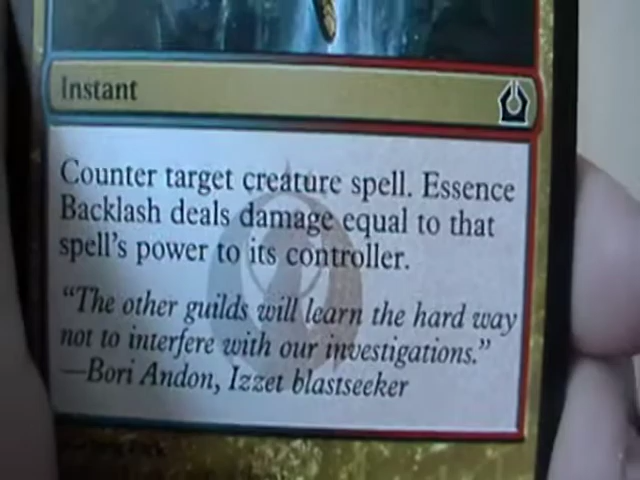 Instant
Counter target creature spell. Essence
Backlash deals damage equal to that
spell's power to its controller.
"The other guilds will learn the hard way
not to interfere with our investigations."
—Bori Andon, Izzet blastseeker